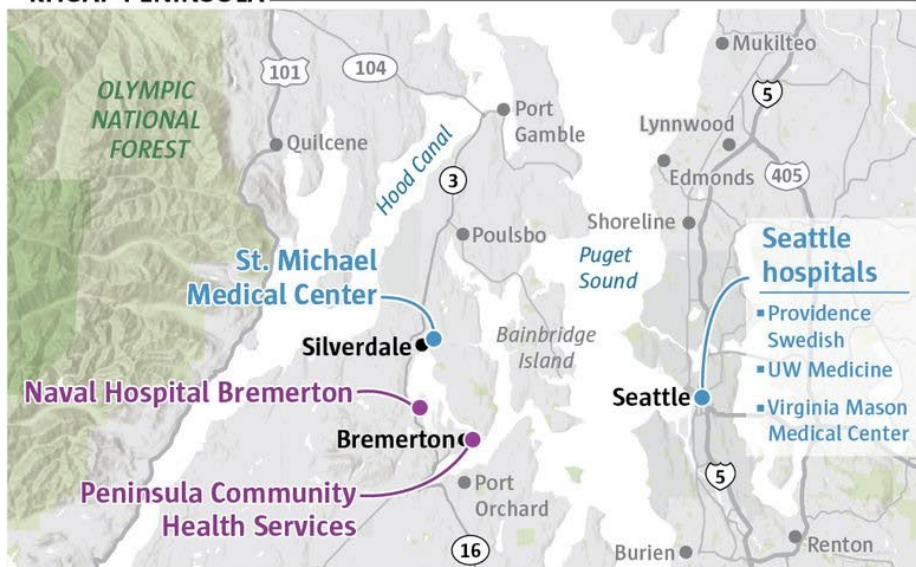 KITSAP PENINSULA
Mukilteo
101
104
5
OLYMPIC
NATIONAL
FOREST
Port
Gamble
Lynnwood
Quilcene
Hood Canal
Edmonds
405
3
Shoreline
Poulsbo
Puget
Sound
Seattle
hospitals
▪ Providence
Swedish
▪ UW Medicine
▪ Virginia Mason
Medical Center
St. Michael
Medical Center
Bainbridge
Island
Silverdale
Naval Hospital Bremerton
Seattle
Bremerton
5
Peninsula Community
Health Services
Port
Orchard
16
Burien
Renton